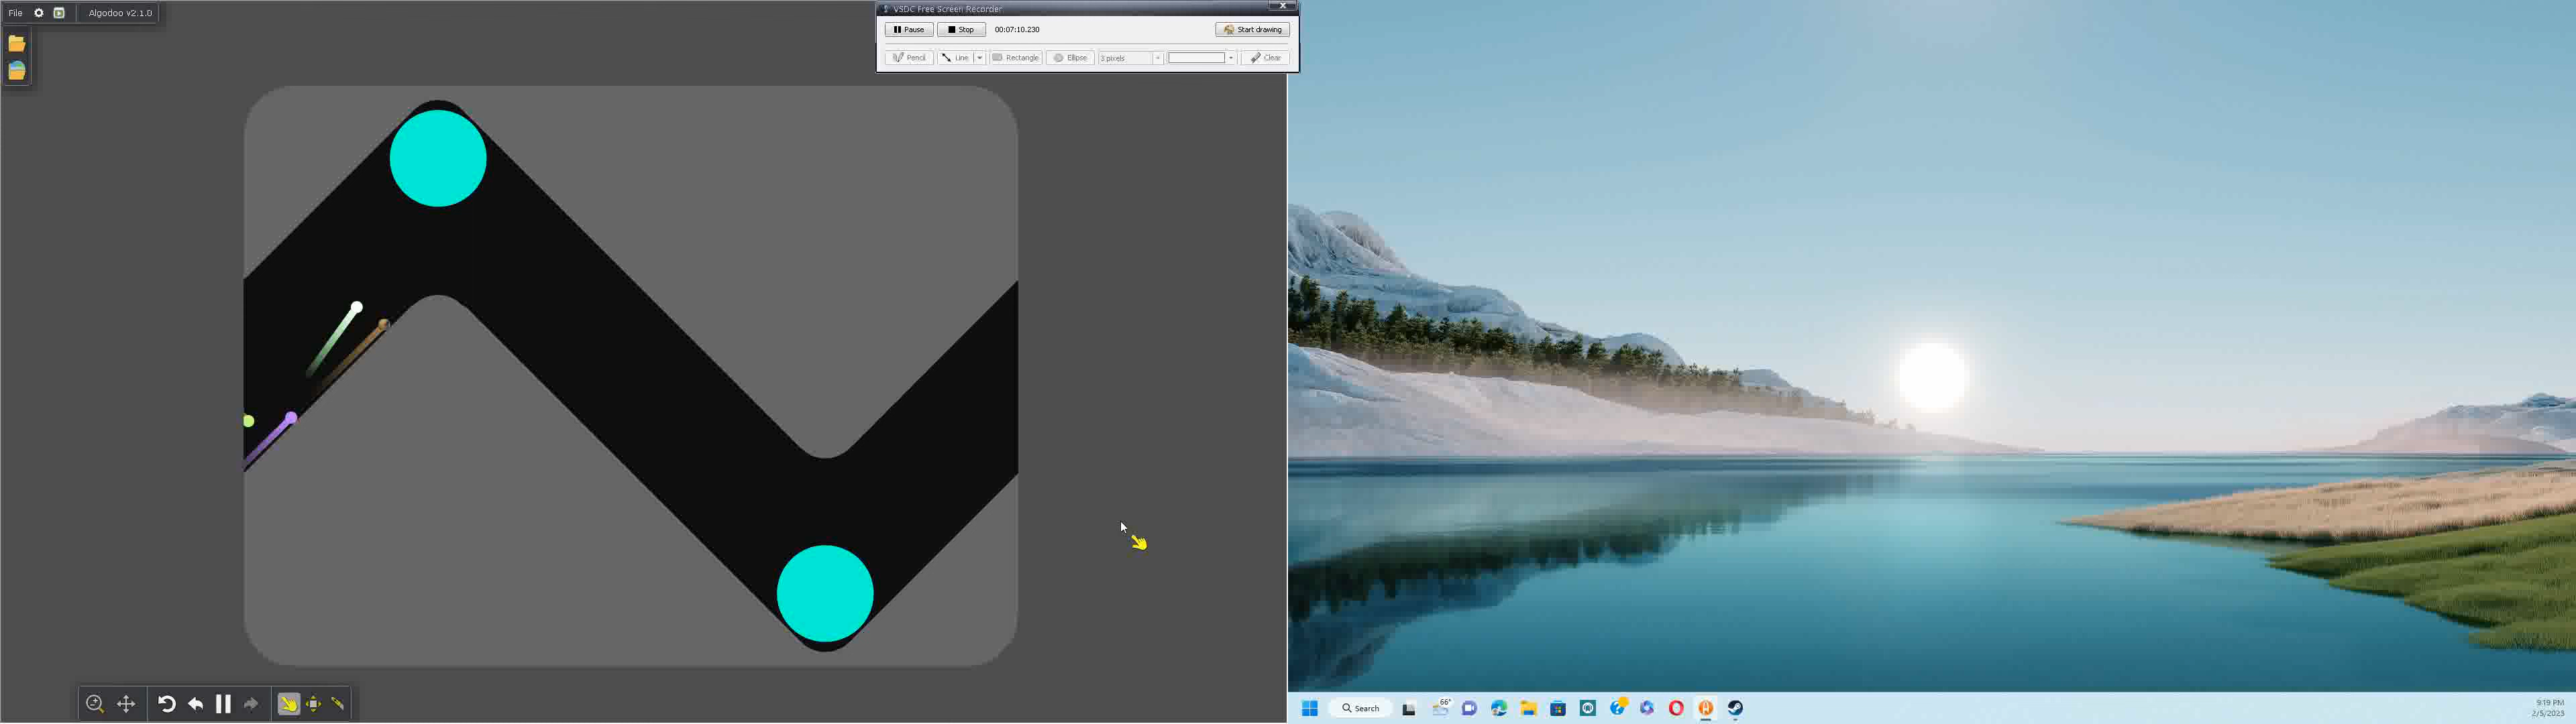 File Algodoo v2.1.0
VSDC Free Screen Recorder
Pause Stop 00:07:10.230 Start drawing
Pencil Line Rectangle Ellipse 3 pixels Clear
66°
Search
9:19 PM
2/5/2023